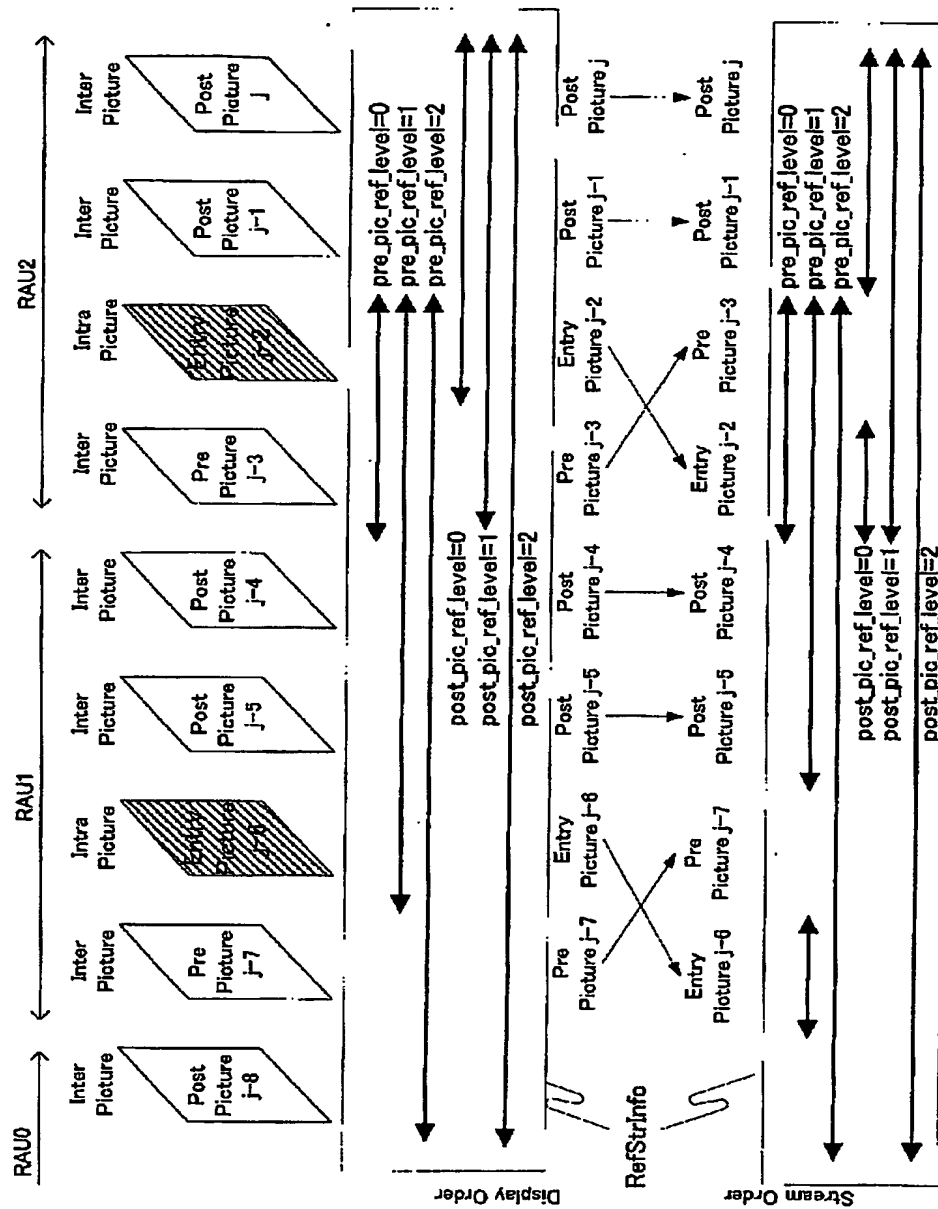 RAU0
RAU1
RAU2
Inter
Picture
Inter
Picture
Intra
Picture
Inter
Picture
Inter
Picture
Inter
Picture
Intra
Picture
Inter
Picture
Inter
Picture
Post
Picture
j-8
Pre
Picture
j-7
Entry
Picture
j-6
Post
Picture
j-5
Post
Picture
j-4
Pre
Picture
j-3
Entry
Picture
j-2
Post
Picture
j-1
Post
Picture
j
Display Order
pre_pic_ref_level=0
pre_pic_ref_level=1
pre_pic_ref_level=2
post_pic_ref_level=0
post_pic_ref_level=1
post_pic_ref_level=2
RefStrInfo
Pre
Picture j-7
Entry
Picture j-6
Post
Picture j-5
Post
Picture j-4
Pre
Picture j-3
Entry
Picture j-2
Post
Picture j-1
Post
Picture j
Entry
Picture j-6
Pre
Picture j-7
Post
Picture j-5
Post
Picture j-4
Entry
Picture j-2
Pre
Picture j-3
Post
Picture j-1
Post
Picture j
Stream Order
pre_pic_ref_level=0
pre_pic_ref_level=1
pre_pic_ref_level=2
post_pic_ref_level=0
post_pic_ref_level=1
post_pic_ref_level=2